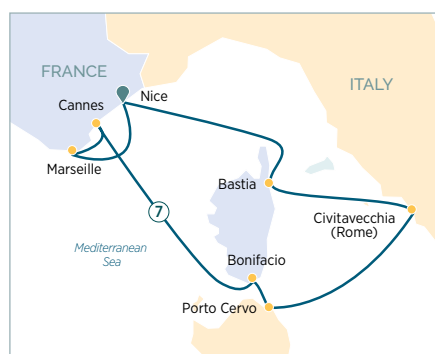 FRANCE
ITALY
Cannes
Nice
Marseille
Bastia
Civitavecchia
(Rome)
7
Mediterranean
Sea
Bonifacio
Porto Cervo